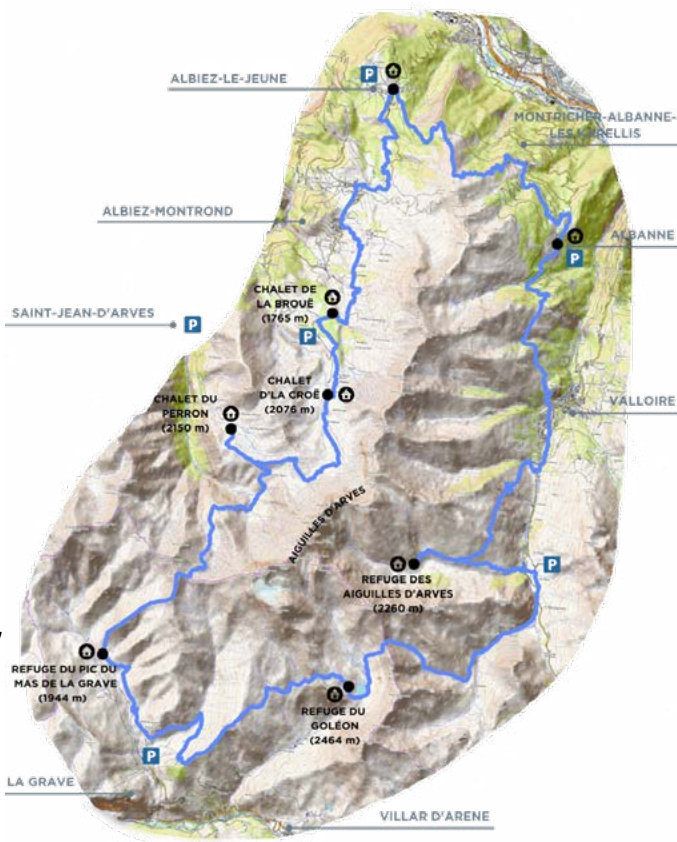 P
ALBIEZ-LE-JEUNE
MONTRICHER-ALBANNE-
LES KARELLIS
ALBIEZ-MONTROND
ALBANNE
P
CHALET DE
LA BROUË
(1765 m)
SAINT-JEAN-D'ARVES
P
P
CHALET
D'LA CROË
(2076 m)
CHALET DU
PERRON
(2150 m)
VALLOIRE
AIGUILLES D'ARVES
P
REFUGE DES
AIGUILLES D'ARVES
(2260 m)
REFUGE DU PIC DU
MAS DE LA GRAVE
(1944 m)
REFUGE DU
GOLÉON
(2464 m)
P
LA GRAVE
VILLAR D'ARENE